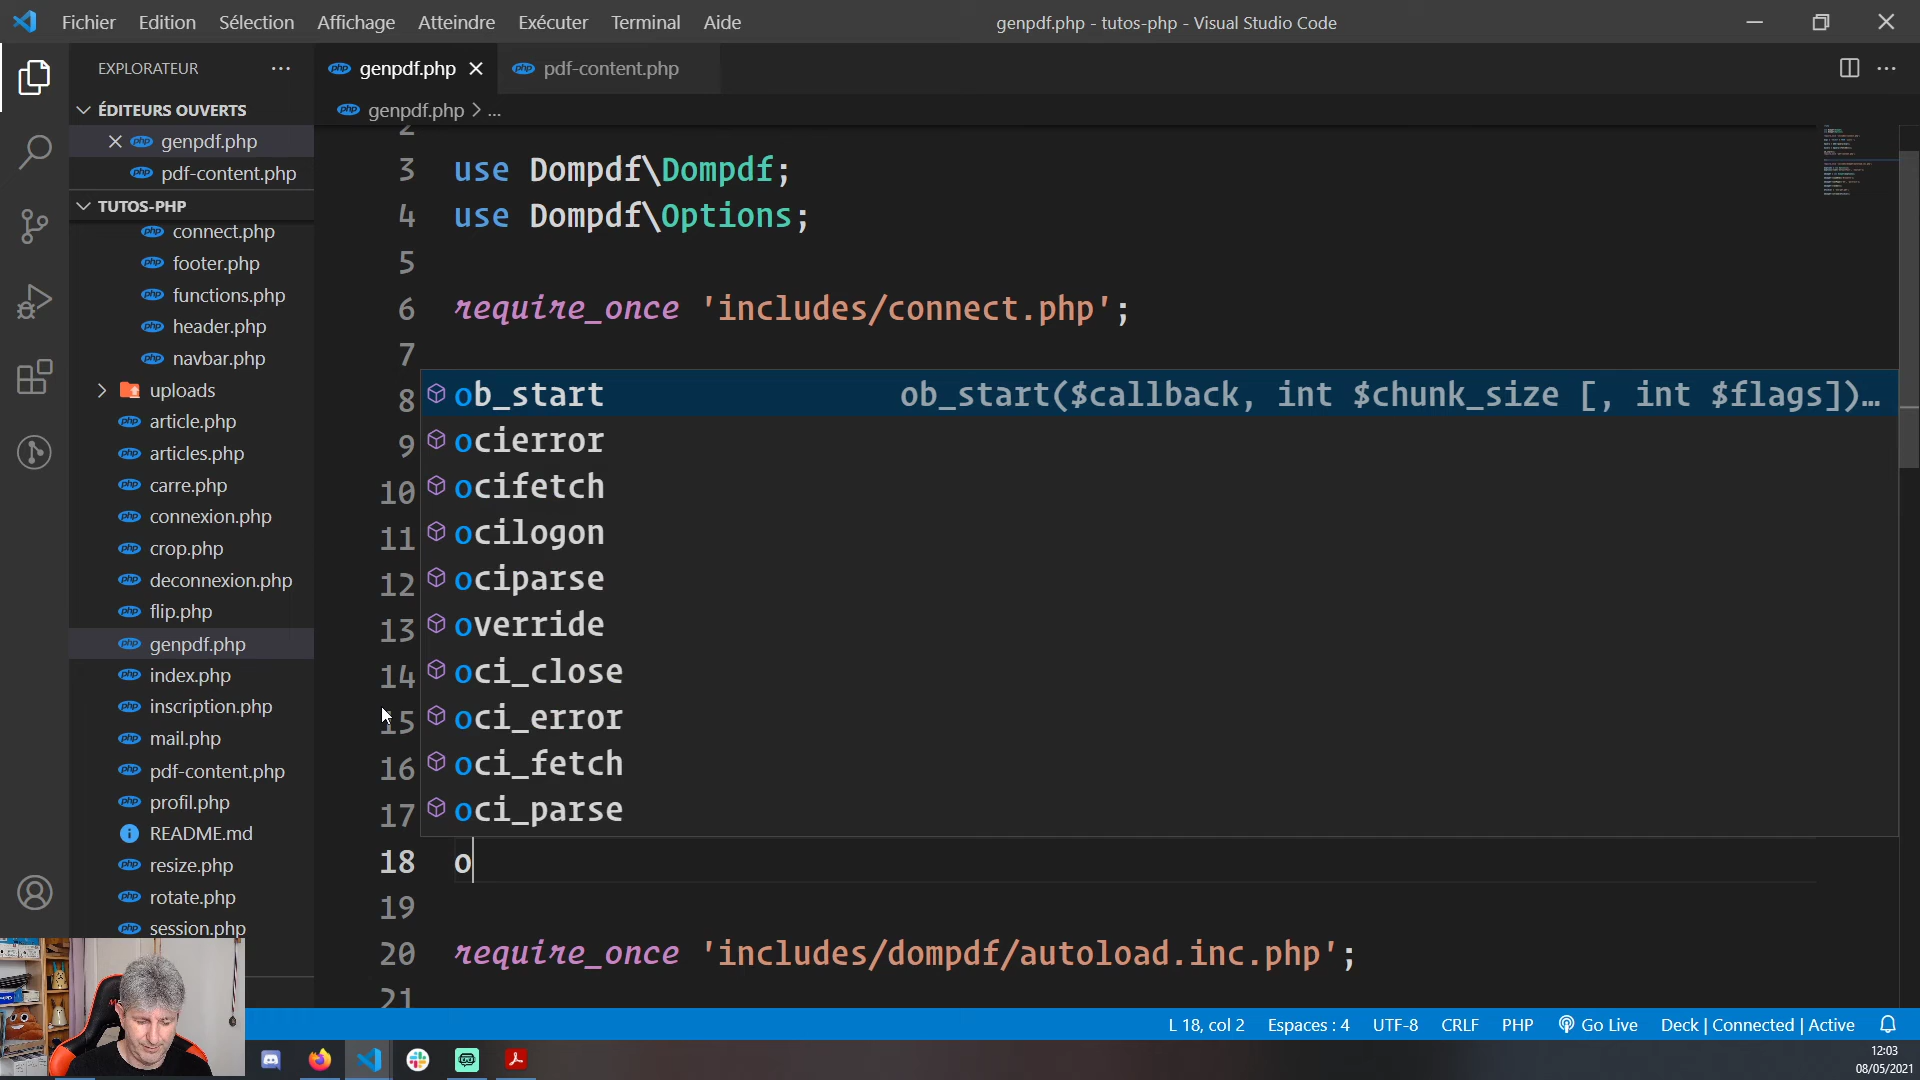 Fichier Edition Sélection Affichage Atteindre Exécuter Terminal Aide
genpdf.php - tutos-php - Visual Studio Code
EXPLORATEUR
ÉDITEURS OUVERTS
genpdf.php
pdf-content.php
TUTOS-PHP
connect.php
footer.php
functions.php
header.php
navbar.php
uploads
article.php
articles.php
carre.php
connexion.php
crop.php
deconnexion.php
flip.php
genpdf.php
index.php
inscription.php
mail.php
pdf-content.php
profil.php
README.md
resize.php
rotate.php
session.php
genpdf.php
pdf-content.php
genpdf.php > ...
2
3 use Dompdf\Dompdf;
4 use Dompdf\Options;
5
6 require_once 'includes/connect.php';
7
8
9
10
11
12
13
14
15
16
17
ob_start ob_start($callback, int $chunk_size [, int $flags])…
ocierror
ocifetch
ocilogon
ociparse
override
oci_close
oci_error
oci_fetch
oci_parse
18 o
19
20 require_once 'includes/dompdf/autoload.inc.php';
21
L 18, col 2 Espaces : 4 UTF-8 CRLF PHP Go Live Deck | Connected | Active
12:03
08/05/2021